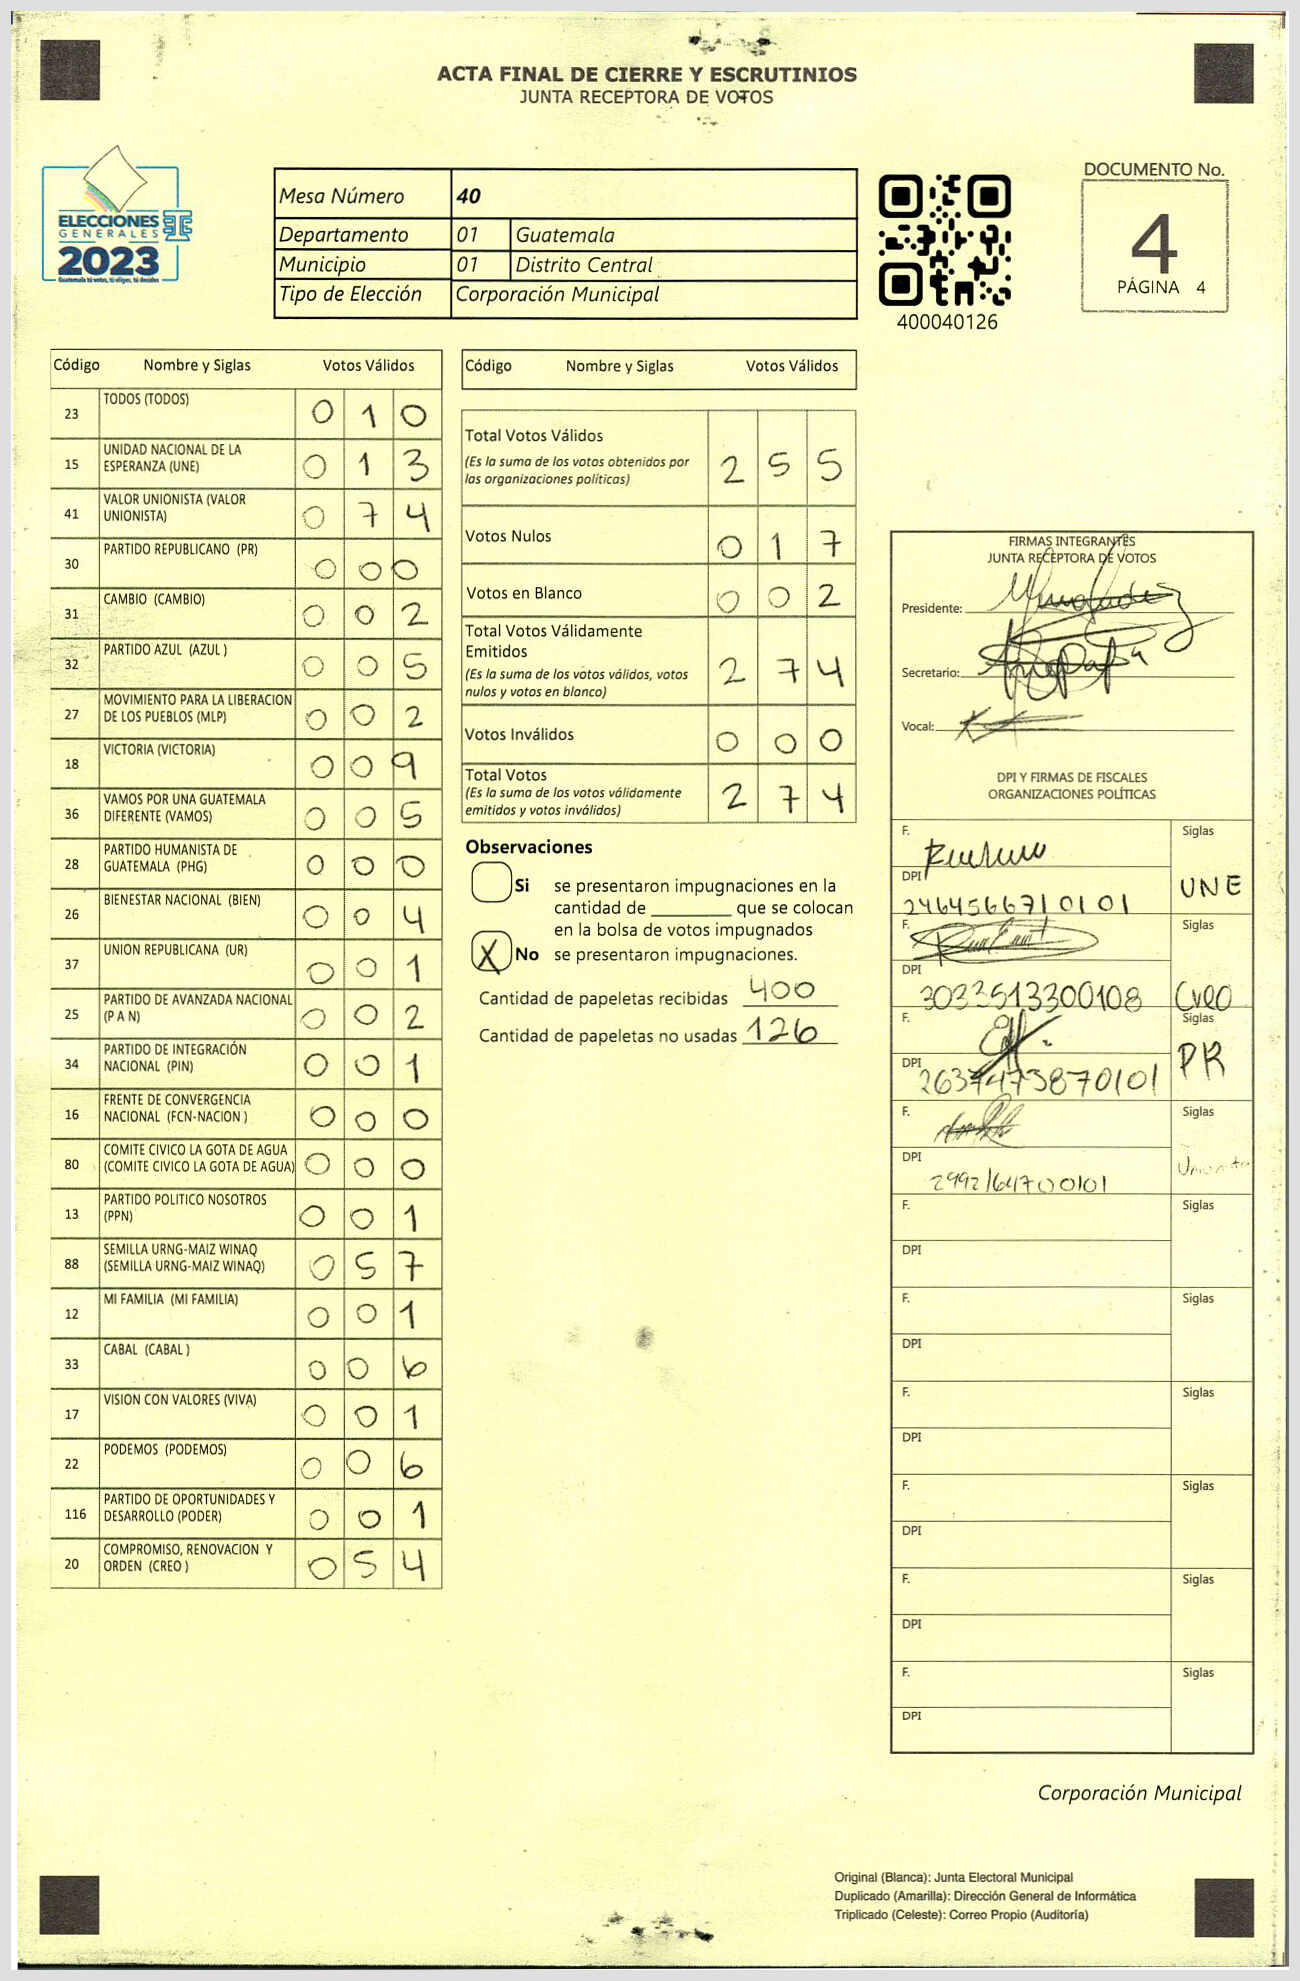 ACTA FINAL DE CIERRE Y ESCRUTINIOS
JUNTA RECEPTORA DE VOTOS
ELECCIONES
GENERALES
2023
Guatemala tú votas, tú eliges, tú decides
Mesa Número 40
Departamento 01 Guatemala
Municipio 01 Distrito Central
Tipo de Elección Corporación Municipal
400040126
DOCUMENTO No.
4
PÁGINA 4
Código Nombre y Siglas Votos Válidos
23 TODOS (TODOS) 0 1 0
15 UNIDAD NACIONAL DE LA ESPERANZA (UNE) 0 1 3
41 VALOR UNIONISTA (VALOR UNIONISTA) 0 7 4
30 PARTIDO REPUBLICANO (PR) 0 0 0
31 CAMBIO (CAMBIO) 0 0 2
32 PARTIDO AZUL (AZUL ) 0 0 5
27 MOVIMIENTO PARA LA LIBERACION DE LOS PUEBLOS (MLP) 0 0 2
18 VICTORIA (VICTORIA) 0 0 9
36 VAMOS POR UNA GUATEMALA DIFERENTE (VAMOS) 0 0 5
28 PARTIDO HUMANISTA DE GUATEMALA (PHG) 0 0 0
26 BIENESTAR NACIONAL (BIEN) 0 0 4
37 UNION REPUBLICANA (UR) 0 0 1
25 PARTIDO DE AVANZADA NACIONAL (P A N) 0 0 2
34 PARTIDO DE INTEGRACIÓN NACIONAL (PIN) 0 0 1
16 FRENTE DE CONVERGENCIA NACIONAL (FCN-NACION ) 0 0 0
80 COMITE CIVICO LA GOTA DE AGUA (COMITE CIVICO LA GOTA DE AGUA) 0 0 0
13 PARTIDO POLITICO NOSOTROS (PPN) 0 0 1
88 SEMILLA URNG-MAIZ WINAQ (SEMILLA URNG-MAIZ WINAQ) 0 5 7
12 MI FAMILIA (MI FAMILIA) 0 0 1
33 CABAL (CABAL ) 0 0 6
17 VISION CON VALORES (VIVA) 0 0 1
22 PODEMOS (PODEMOS) 0 0 6
116 PARTIDO DE OPORTUNIDADES Y DESARROLLO (PODER) 0 0 1
20 COMPROMISO, RENOVACION Y ORDEN (CREO ) 0 5 4
Código Nombre y Siglas Votos Válidos
Total Votos Válidos 2 5 5
(Es la suma de los votos obtenidos por
las organizaciones políticas)
Votos Nulos 0 1 7
Votos en Blanco 0 0 2
Total Votos Válidamente
Emitidos 2 7 4
(Es la suma de los votos válidos, votos
nulos y votos en blanco)
Votos Inválidos 0 0 0
Total Votos 2 7 4
(Es la suma de los votos válidamente
emitidos y votos inválidos)
Observaciones
Si se presentaron impugnaciones en la
cantidad de ________ que se colocan
en la bolsa de votos impugnados
X No se presentaron impugnaciones.
Cantidad de papeletas recibidas 400
Cantidad de papeletas no usadas 126
FIRMAS INTEGRANTES
JUNTA RECEPTORA DE VOTOS
Presidente:
Secretario:
Vocal:
DPI Y FIRMAS DE FISCALES
ORGANIZACIONES POLÍTICAS
F. Siglas
DPI UNE
2464566710101
F. Siglas
DPI
3033513300108 Creo
F. Siglas
DPI 2637473870101 PR
F. Siglas
DPI
2992164700101
F. Siglas
DPI
F. Siglas
DPI
F. Siglas
DPI
F. Siglas
DPI
F. Siglas
DPI
F. Siglas
DPI
Corporación Municipal
Original (Blanca): Junta Electoral Municipal
Duplicado (Amarilla): Dirección General de Informática
Triplicado (Celeste): Correo Propio (Auditoría)